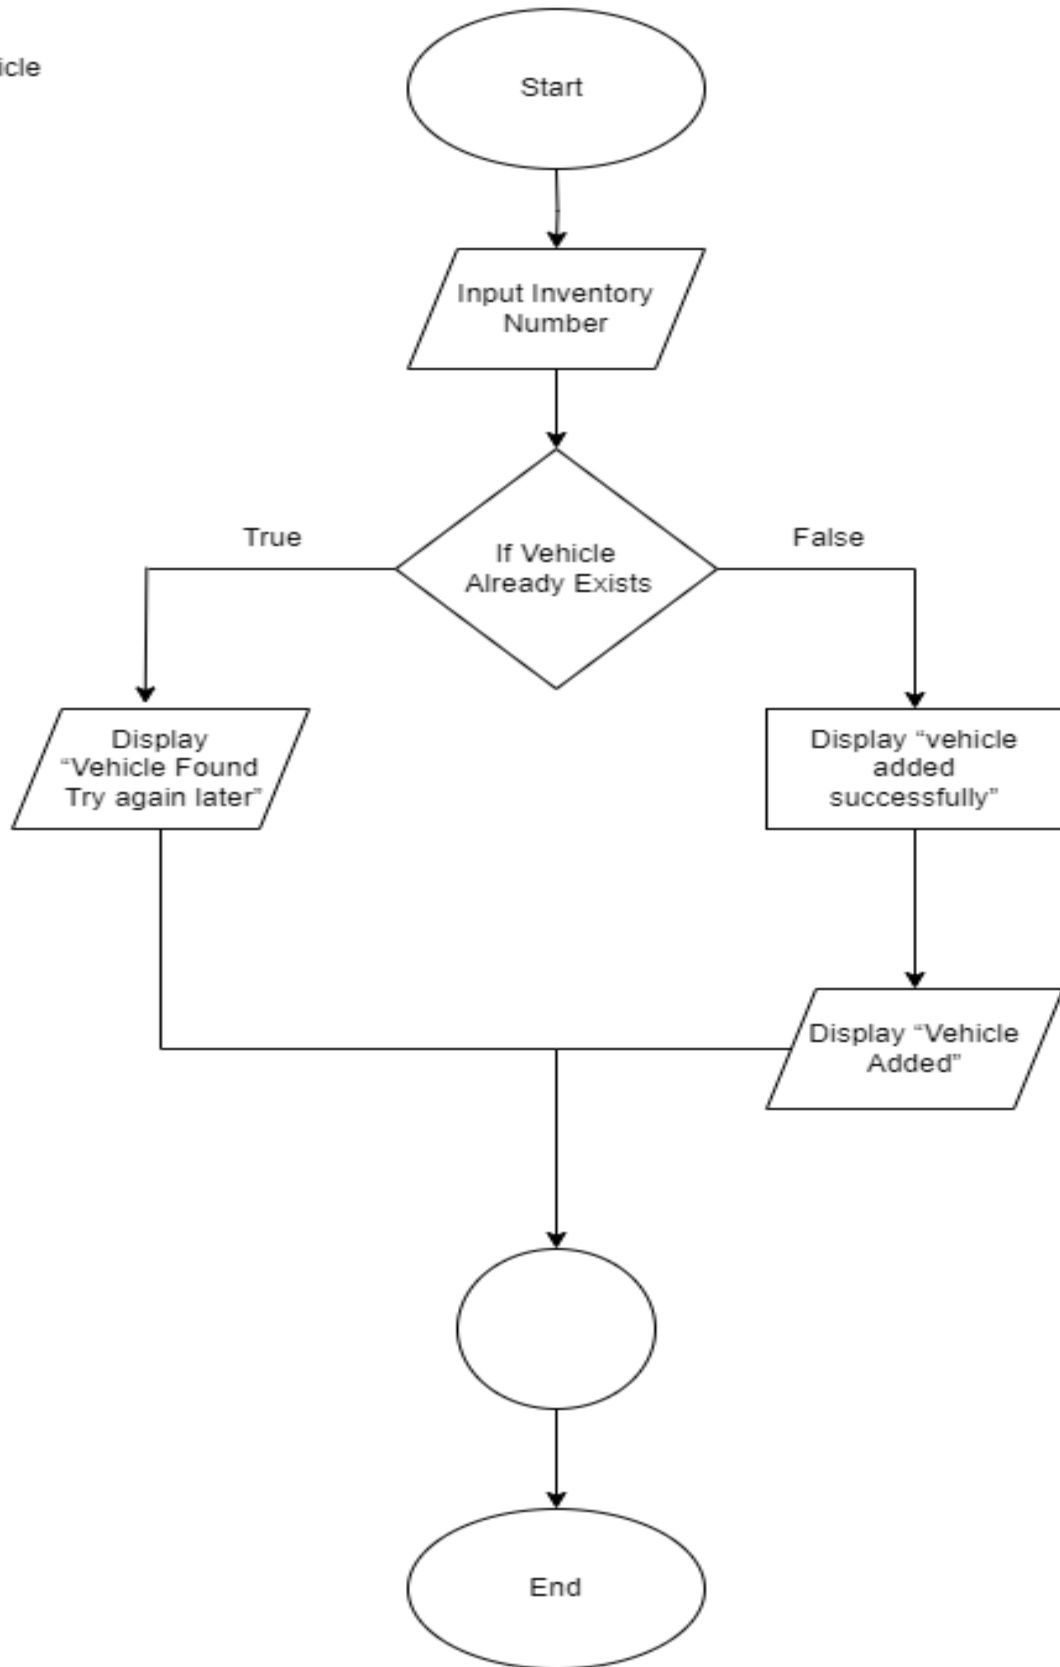 Start
Input Inventory
Number
True
False
If Vehicle
Already Exists
Display
“Vehicle Found
Try again later”
Display “vehicle
added
successfully”
Display “Vehicle
Added”
End